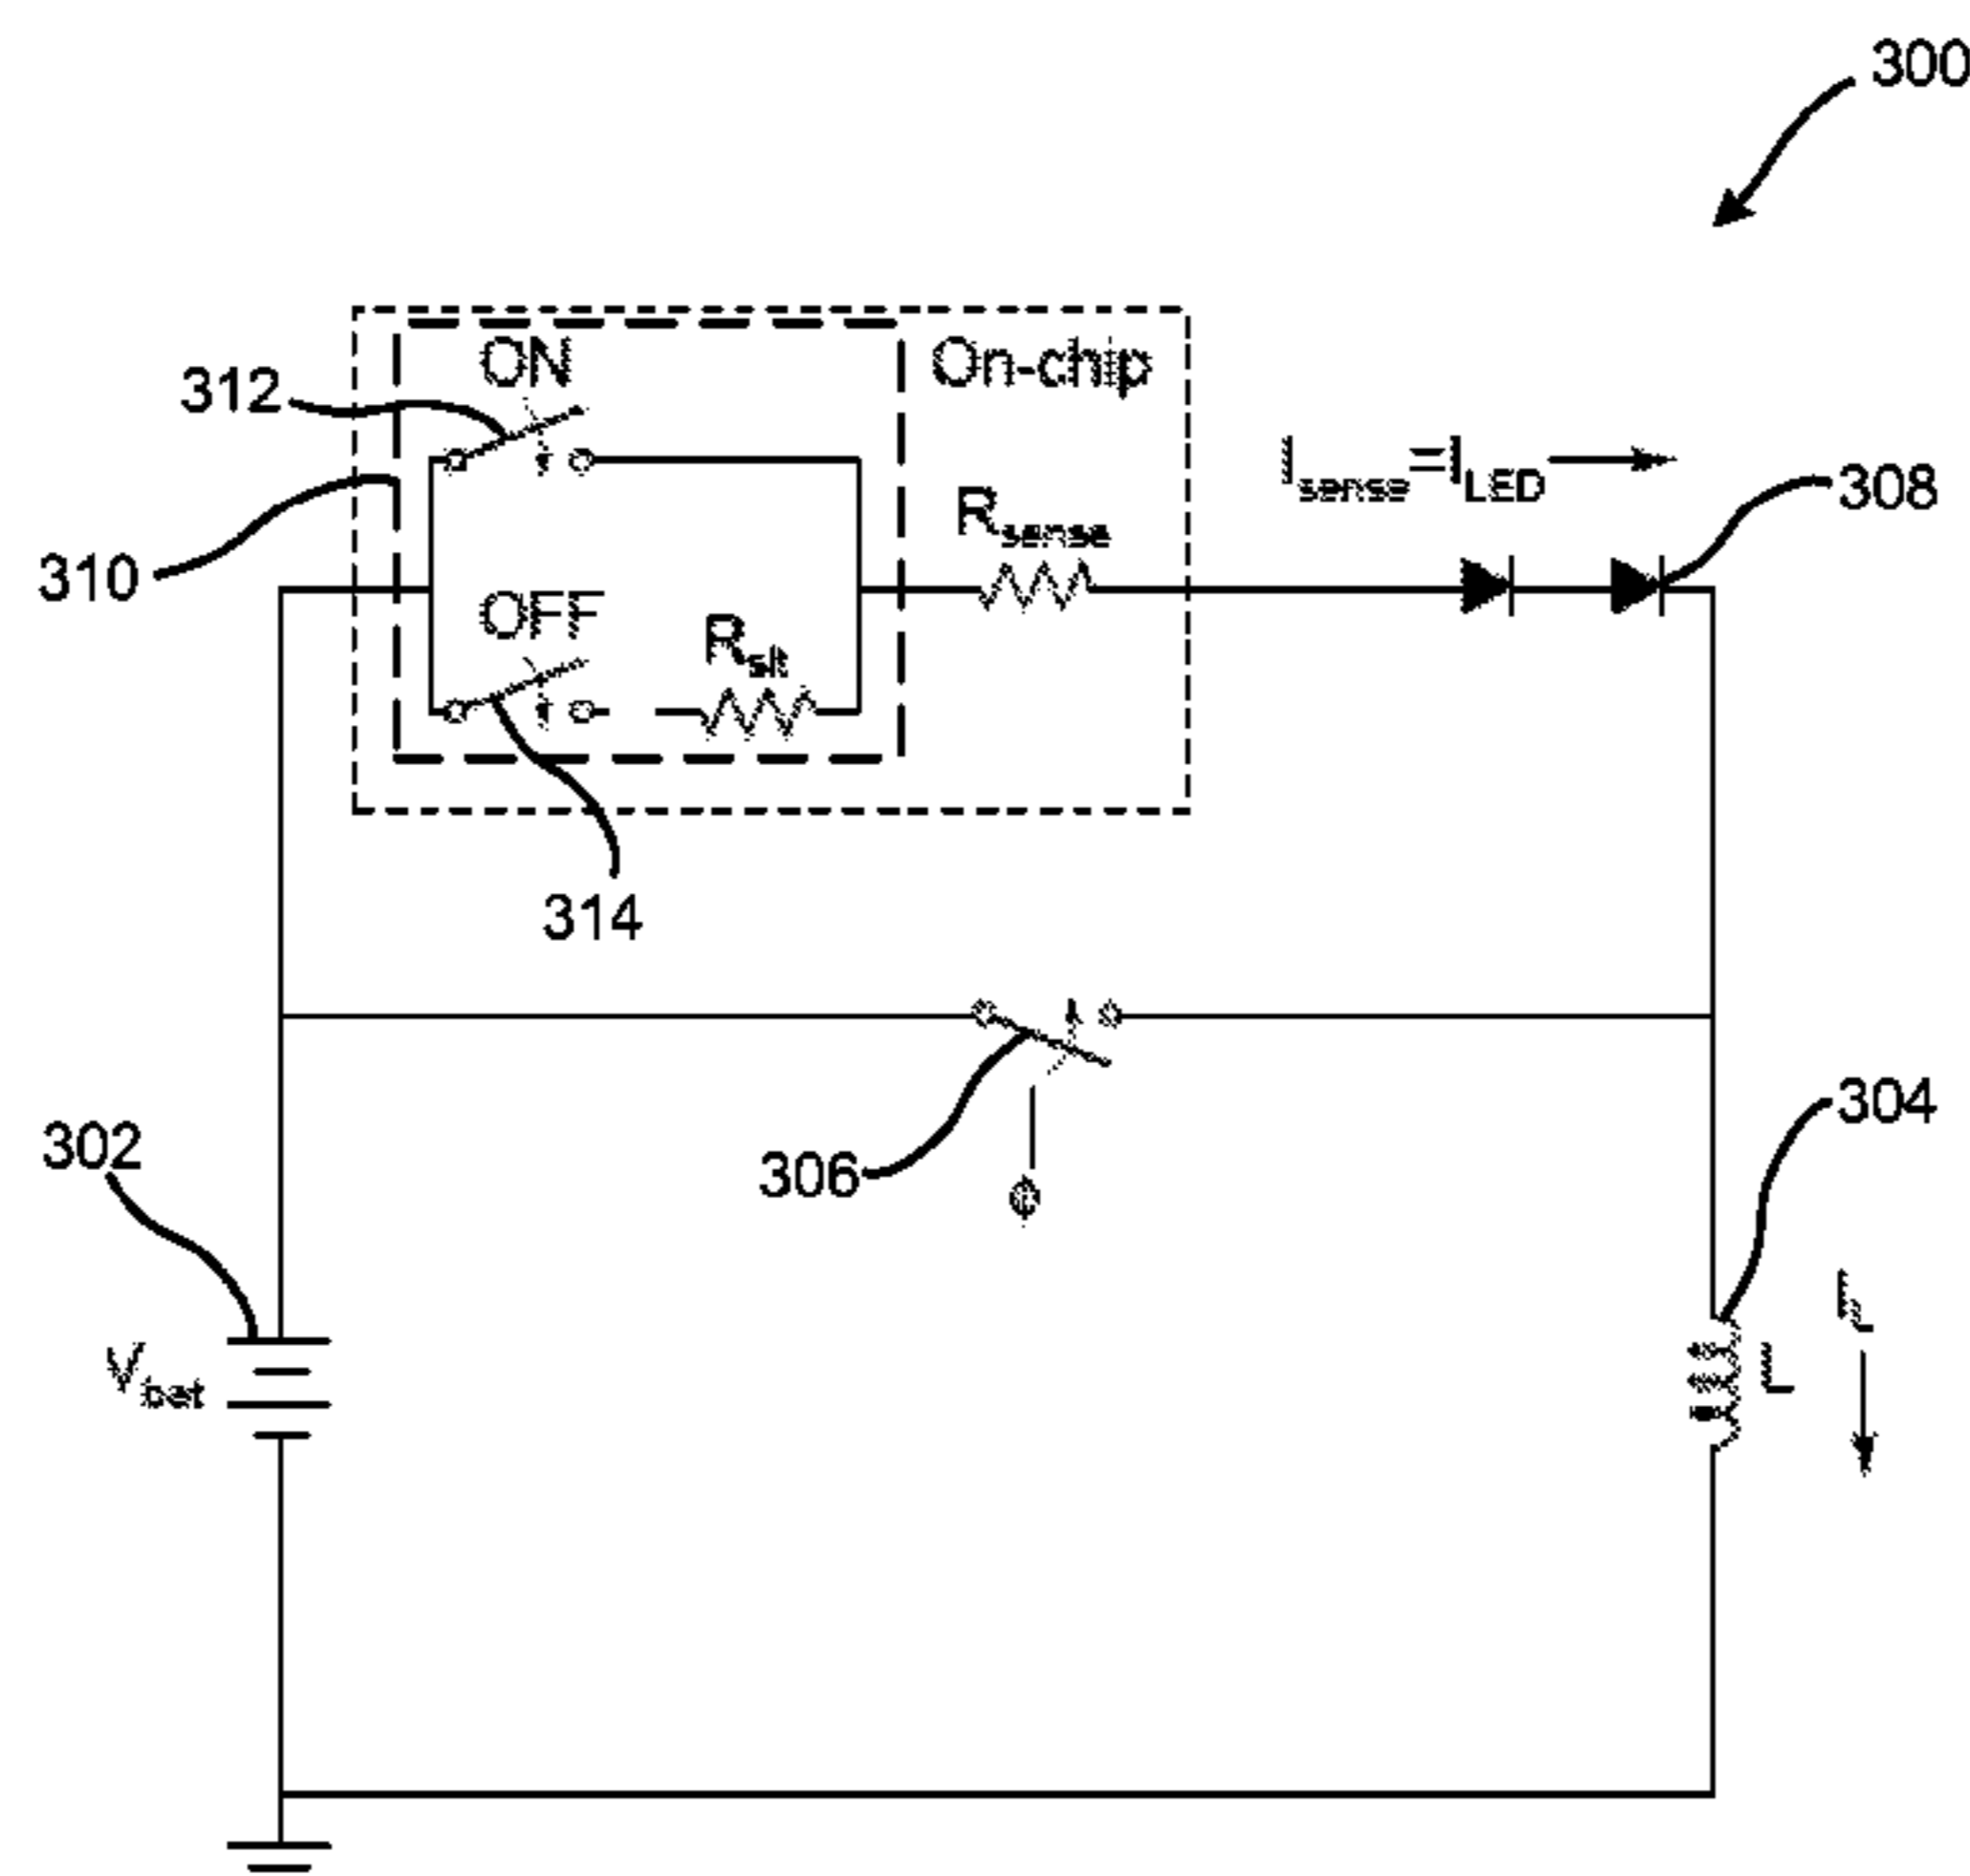 300
ON
On-chip
312
Isense=ILED
308
Rsense
310
OFF
Rslt
314
304
302
306
Φ
IL
Vbat
L